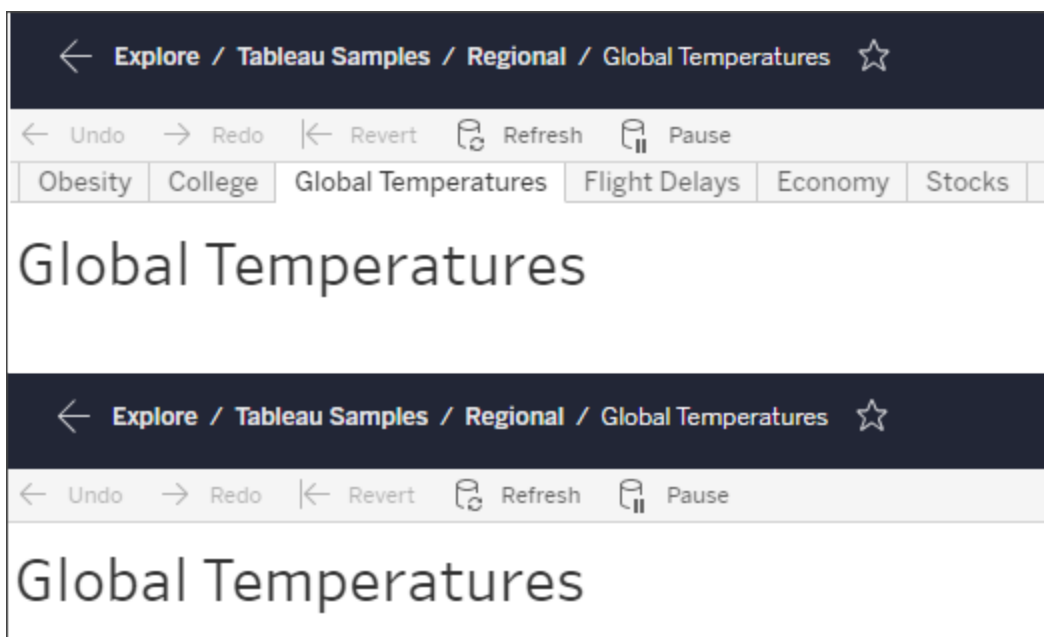 Explore / Tableau Samples / Regional / Global Temperatures
Undo Redo Revert Refresh Pause
Obesity College Global Temperatures Flight Delays Economy Stocks
Global Temperatures
Explore / Tableau Samples / Regional / Global Temperatures
Undo Redo Revert Refresh Pause
Global Temperatures